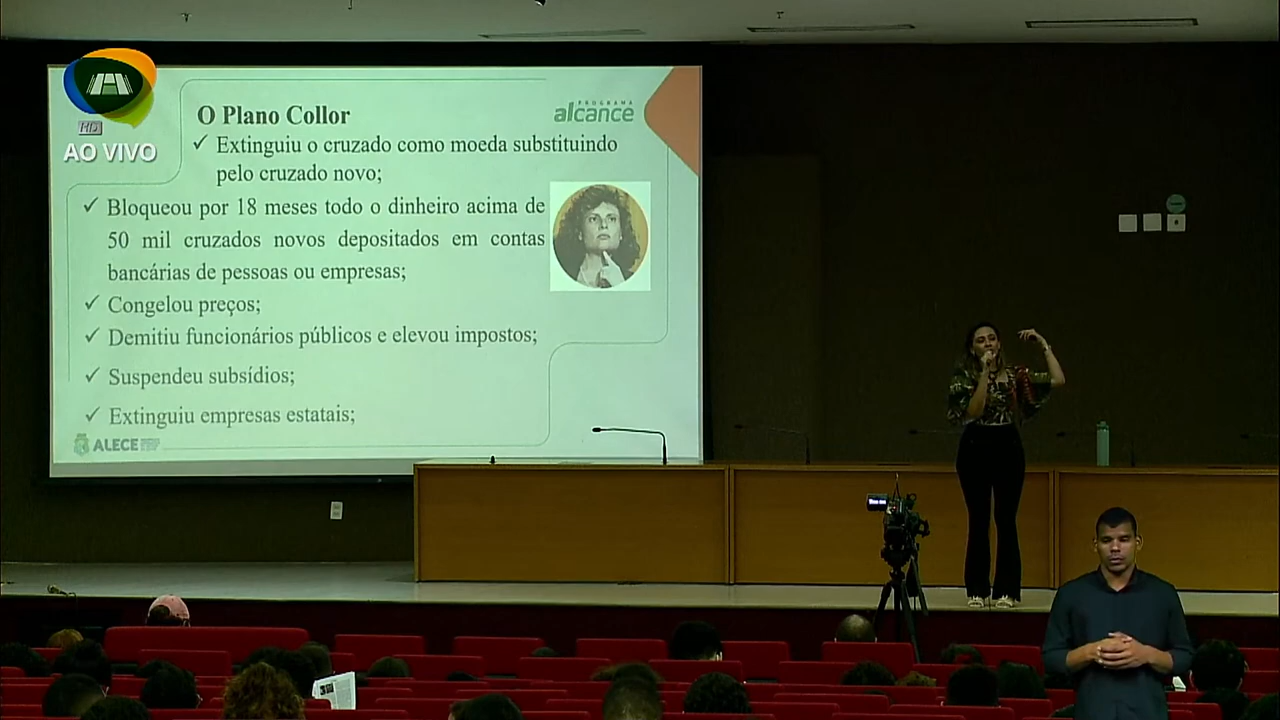 HD
AO VIVO
O Plano Collor
PROGRAMA
alcance
✓ Extinguiu o cruzado como moeda substituindo
pelo cruzado novo;
✓ Bloqueou por 18 meses todo o dinheiro acima de
50 mil cruzados novos depositados em contas
bancárias de pessoas ou empresas;
✓ Congelou preços;
✓ Demitiu funcionários públicos e elevou impostos;
✓ Suspendeu subsídios;
✓ Extinguiu empresas estatais;
ALECE